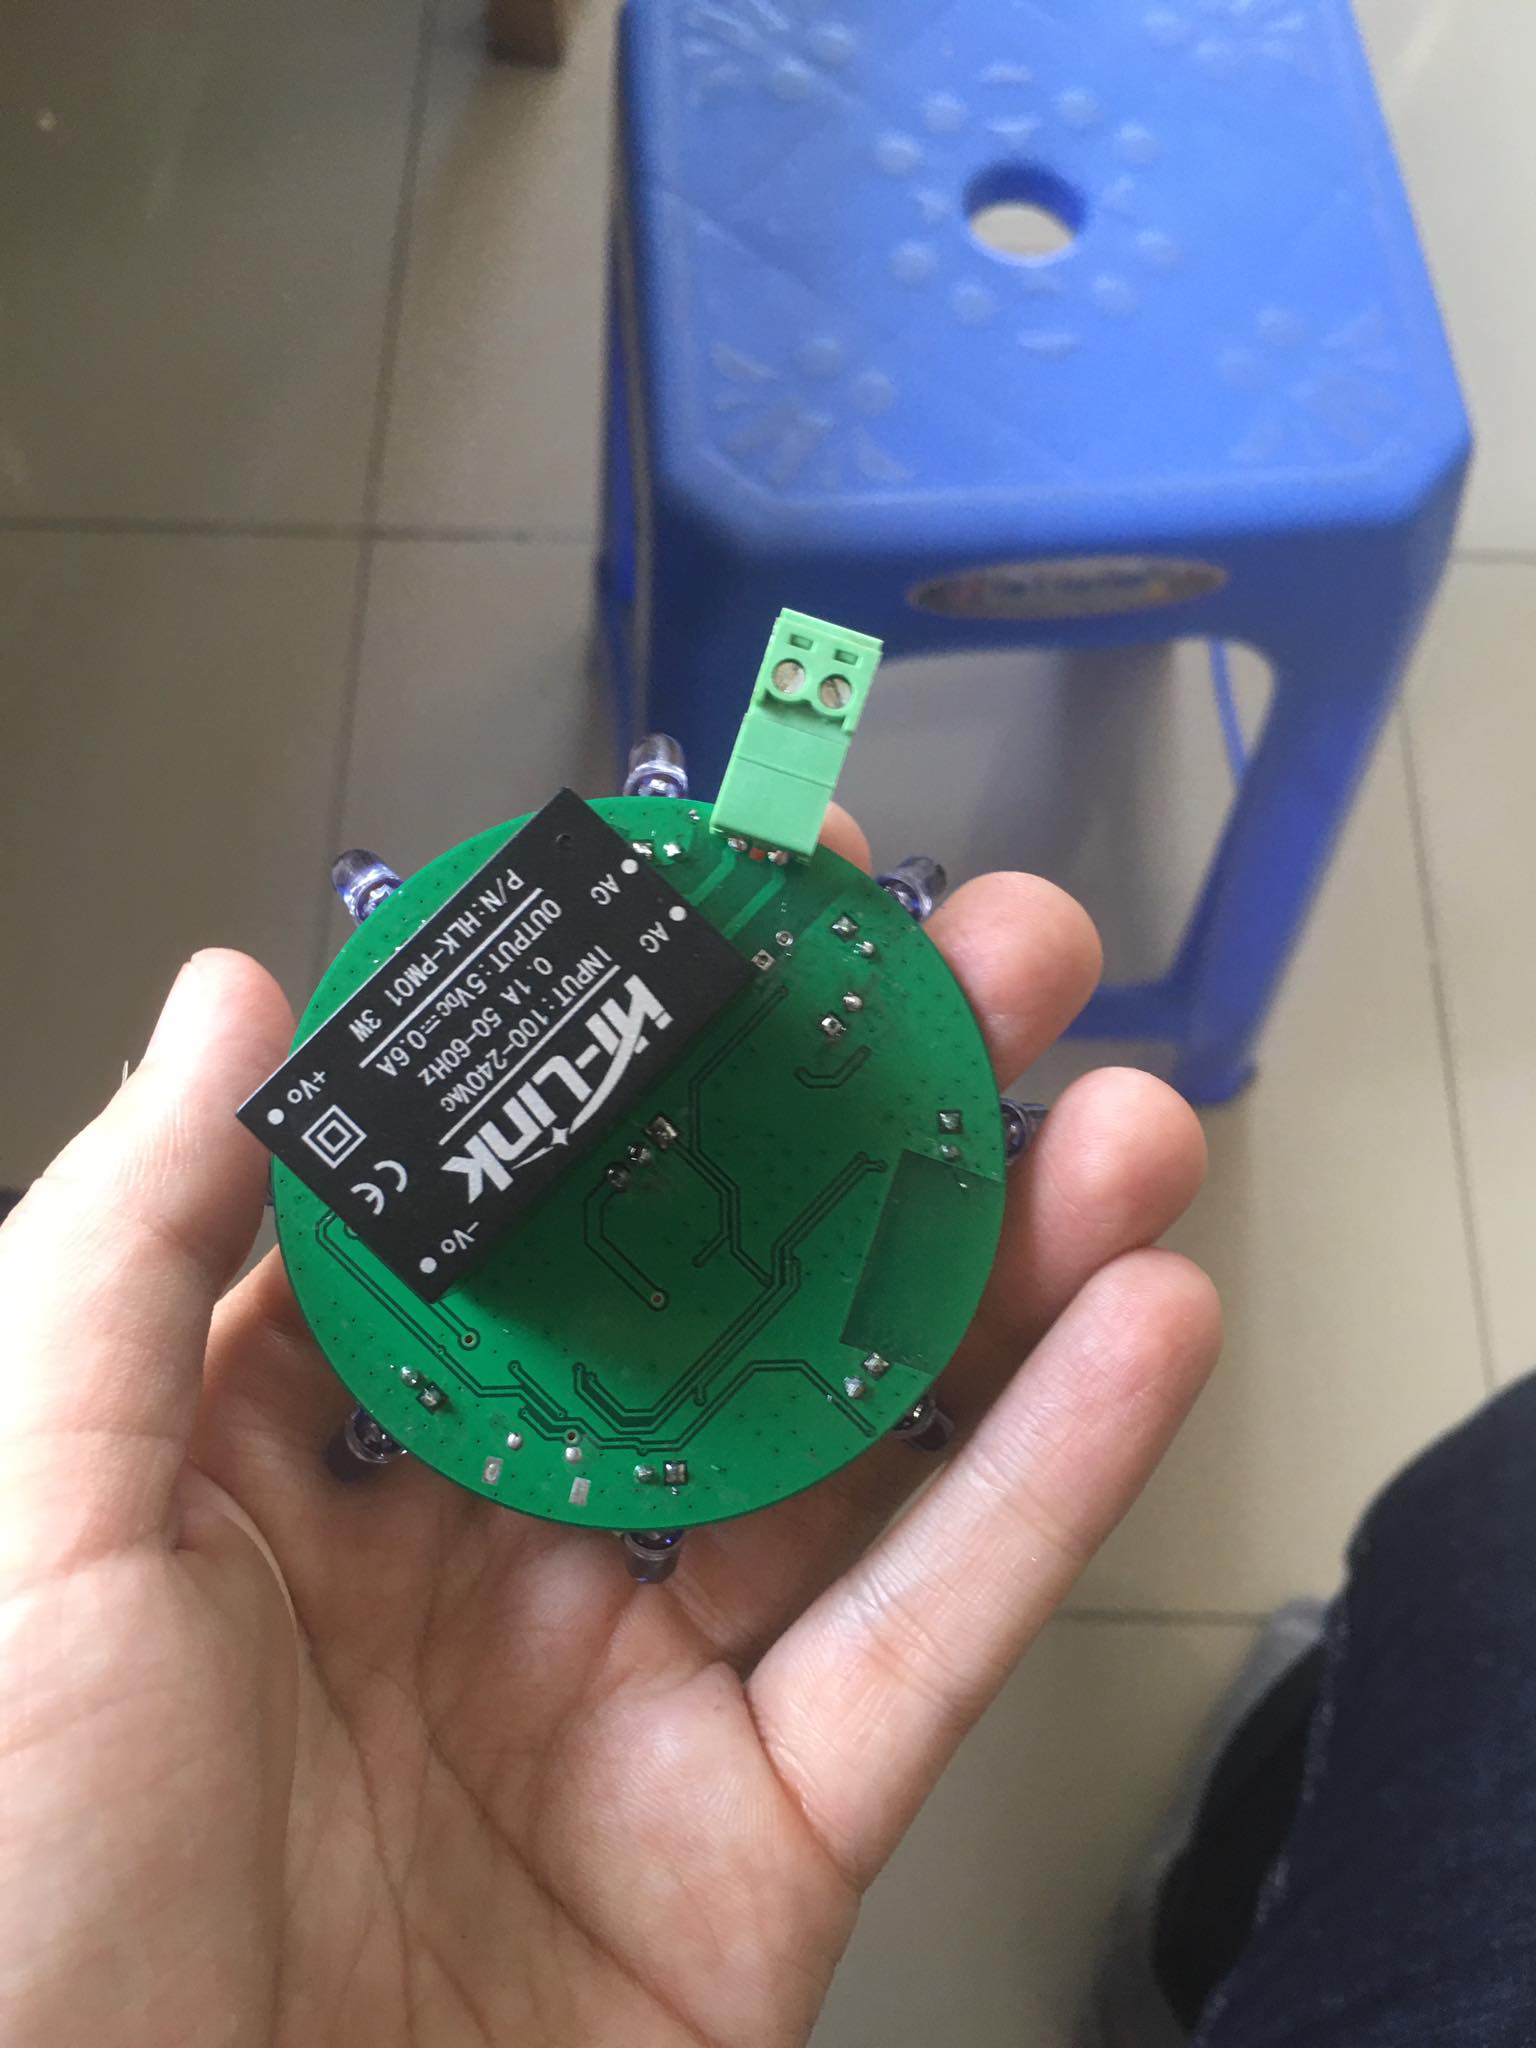 Hi-Link
INPUT:100-240VAC
0.1A 50-60Hz
OUTPUT:5VDC⎓0.6A
P/N:HLK-PM01 3W
AC
AC
-Vo
+Vo
CE